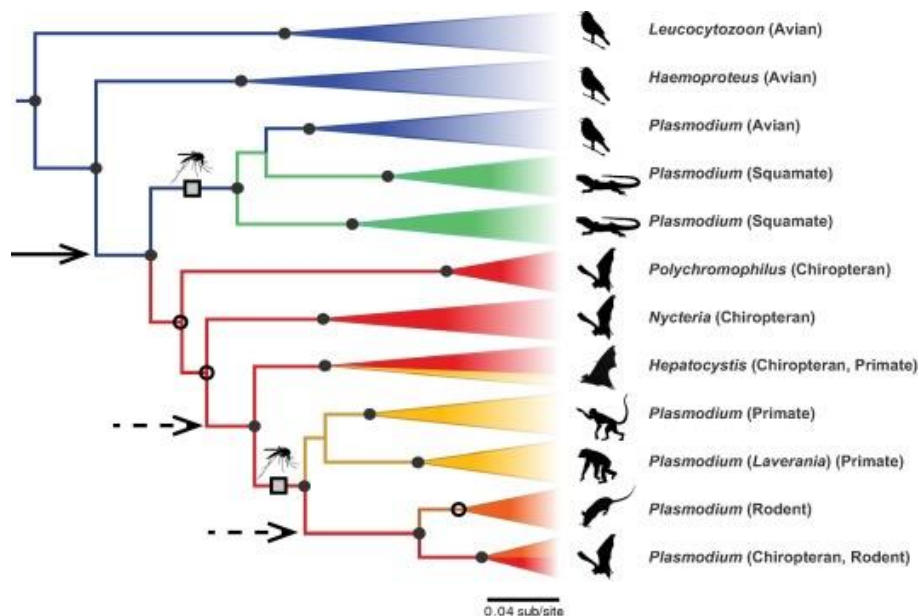 Leucocytozoon (Avian)
Haemoproteus (Avian)
Plasmodium (Avian)
Plasmodium (Squamate)
Plasmodium (Squamate)
Polychromophilus (Chiropteran)
Nycteria (Chiropteran)
Hepatocystis (Chiropteran, Primate)
Plasmodium (Primate)
Plasmodium (Laverania) (Primate)
Plasmodium (Rodent)
Plasmodium (Chiropteran, Rodent)
0.04 sub/site